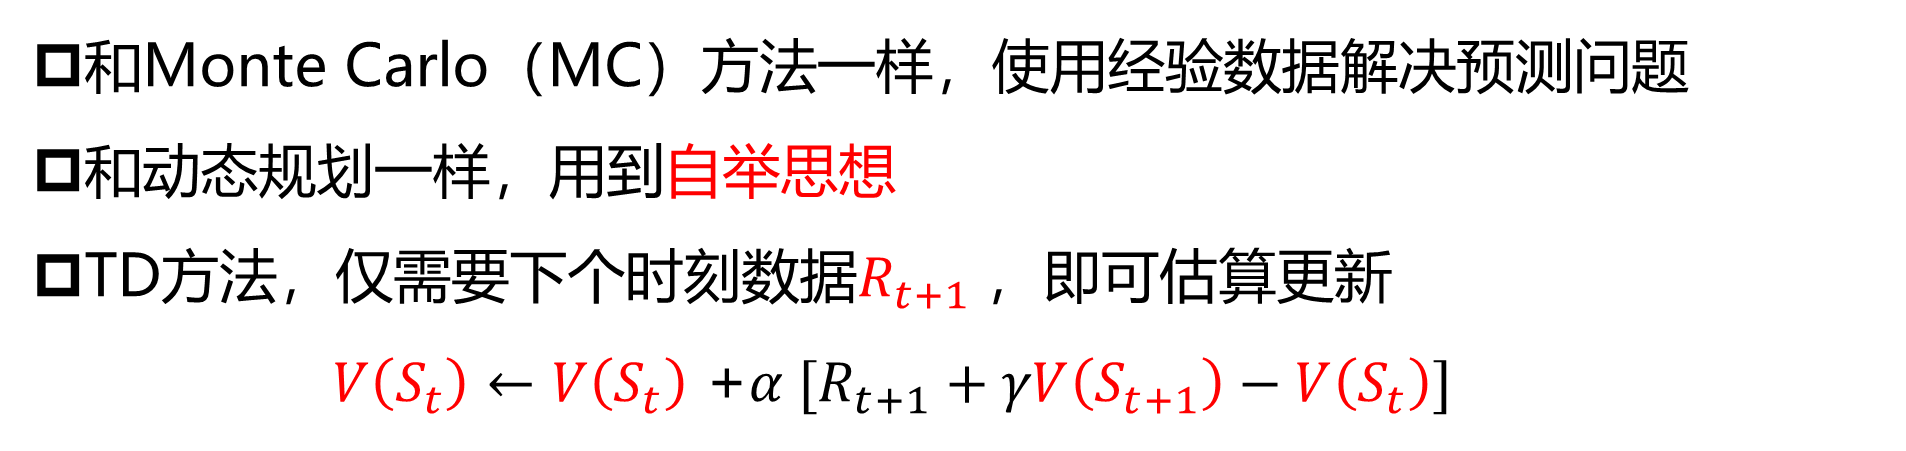 ❑和Monte Carlo（MC）方法一样，使用经验数据解决预测问题
❑和动态规划一样，用到自举思想
❑TD方法，仅需要下个时刻数据R_{t+1} ，即可估算更新
V(S_t) ← V(S_t) +α [R_{t+1} + γV(S_{t+1}) − V(S_t)]